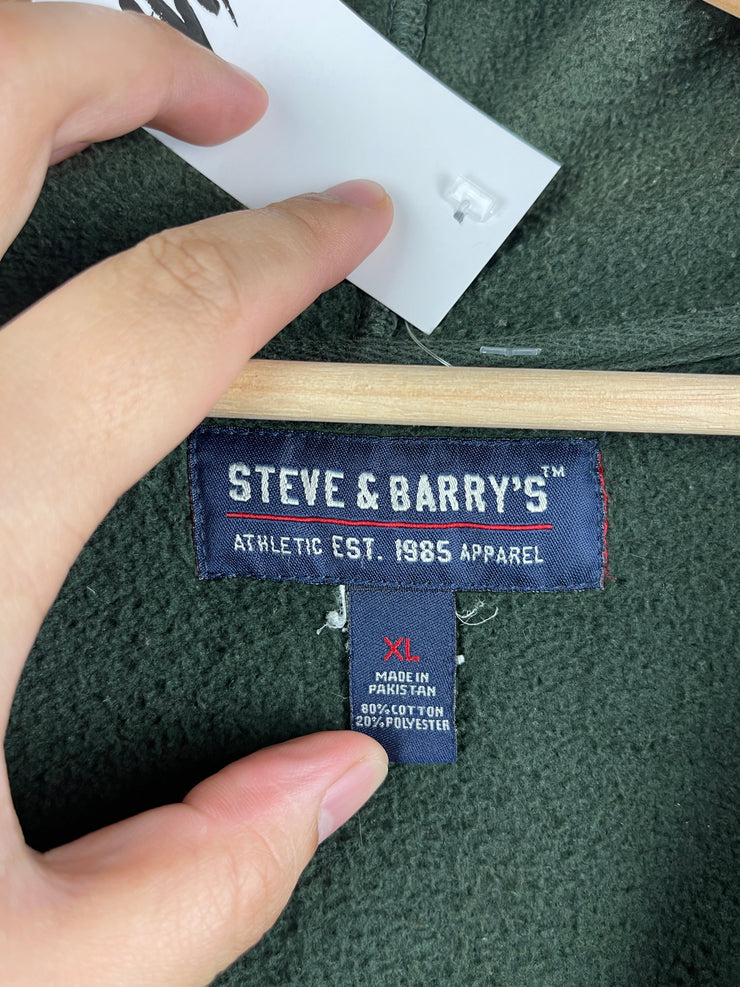 STEVE & BARRY'S™
ATHLETIC EST. 1985 APPAREL
XL
MADE IN
PAKISTAN
80% COTTON
20% POLYESTER